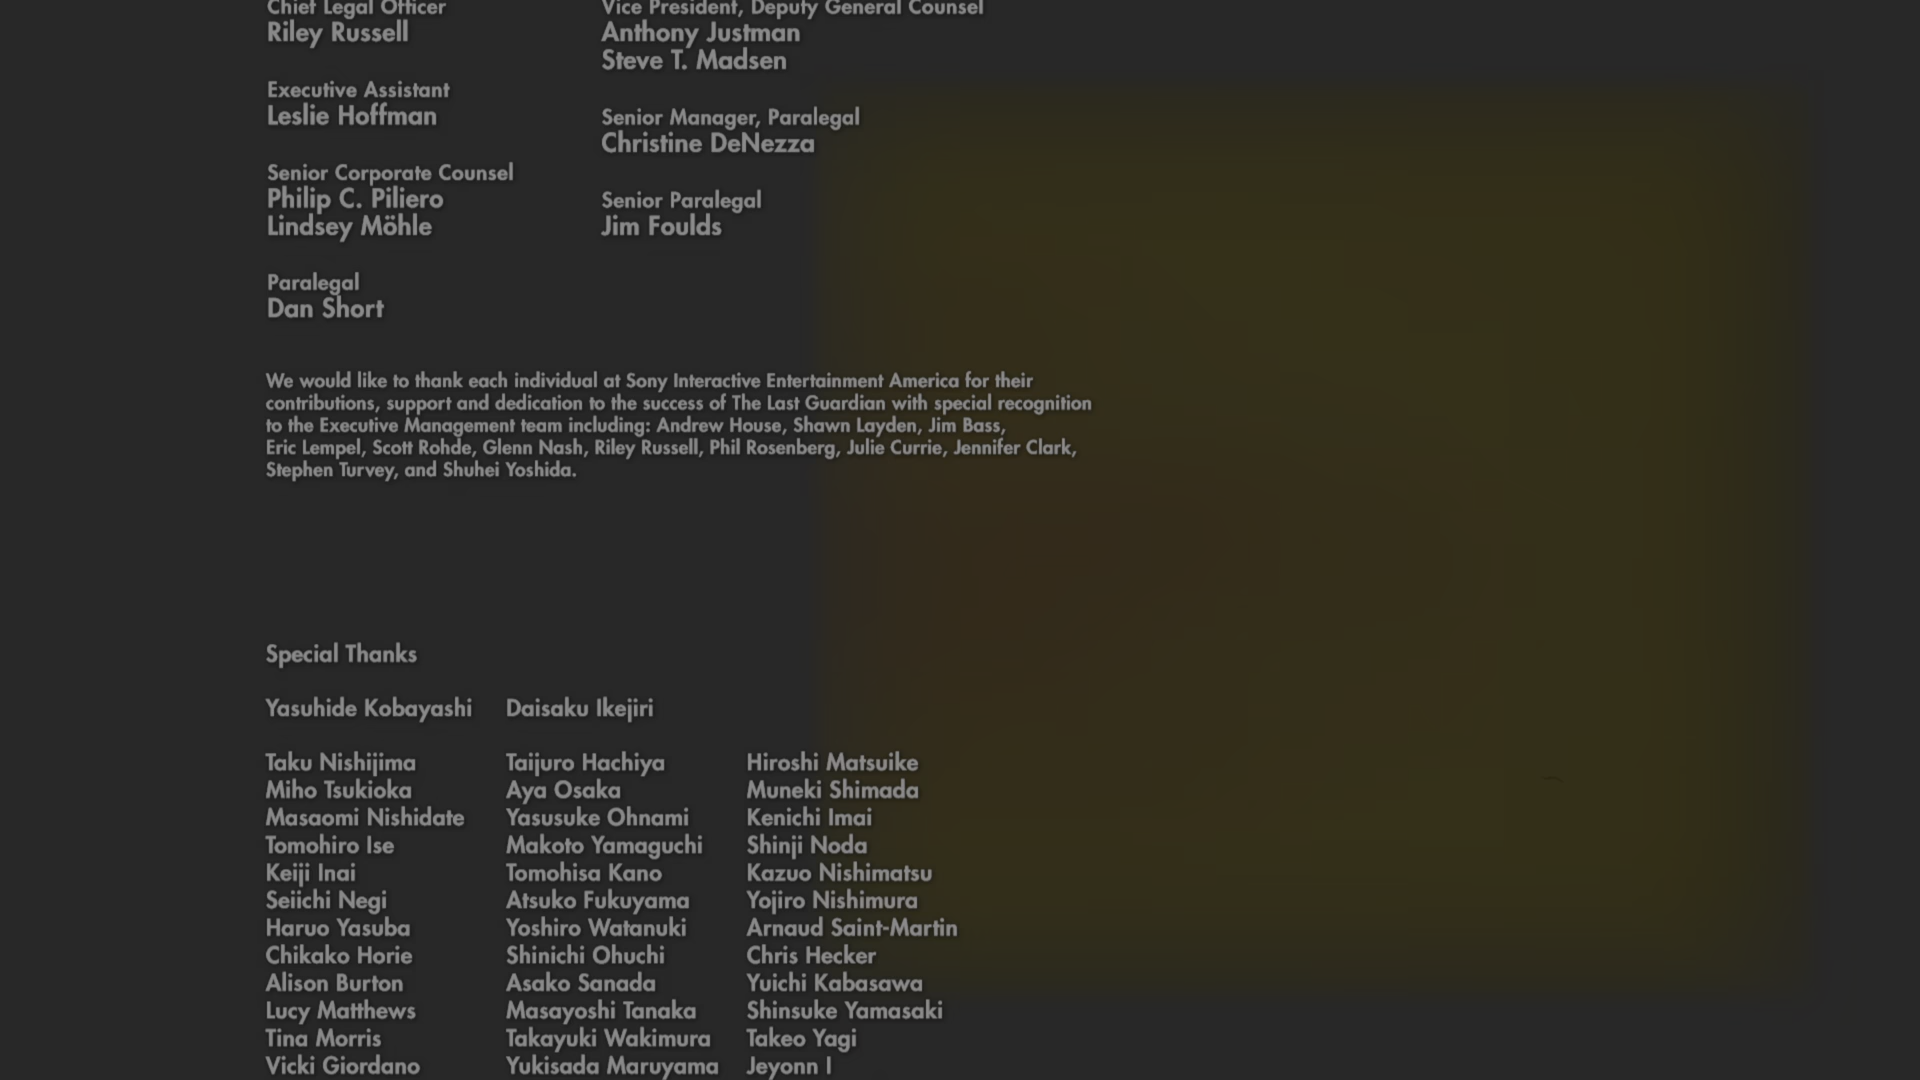 Chief Legal Officer
Riley Russell
Executive Assistant
Leslie Hoffman
Senior Corporate Counsel
Philip C. Piliero
Lindsey Möhle
Paralegal
Dan Short
Vice President, Deputy General Counsel
Anthony Justman
Steve T. Madsen
Senior Manager, Paralegal
Christine DeNezza
Senior Paralegal
Jim Foulds
We would like to thank each individual at Sony Interactive Entertainment America for their
contributions, support and dedication to the success of The Last Guardian with special recognition
to the Executive Management team including: Andrew House, Shawn Layden, Jim Bass,
Eric Lempel, Scott Rohde, Glenn Nash, Riley Russell, Phil Rosenberg, Julie Currie, Jennifer Clark,
Stephen Turvey, and Shuhei Yoshida.
Special Thanks
Yasuhide Kobayashi Daisaku Ikejiri
Taku Nishijima Taijuro Hachiya Hiroshi Matsuike
Miho Tsukioka Aya Osaka Muneki Shimada
Masaomi Nishidate Yasusuke Ohnami Kenichi Imai
Tomohiro Ise Makoto Yamaguchi Shinji Noda
Keiji Inai Tomohisa Kano Kazuo Nishimatsu
Seiichi Negi Atsuko Fukuyama Yojiro Nishimura
Haruo Yasuba Yoshiro Watanuki Arnaud Saint-Martin
Chikako Horie Shinichi Ohuchi Chris Hecker
Alison Burton Asako Sanada Yuichi Kabasawa
Lucy Matthews Masayoshi Tanaka Shinsuke Yamasaki
Tina Morris Takayuki Wakimura Takeo Yagi
Vicki Giordano Yukisada Maruyama Jeyonn I